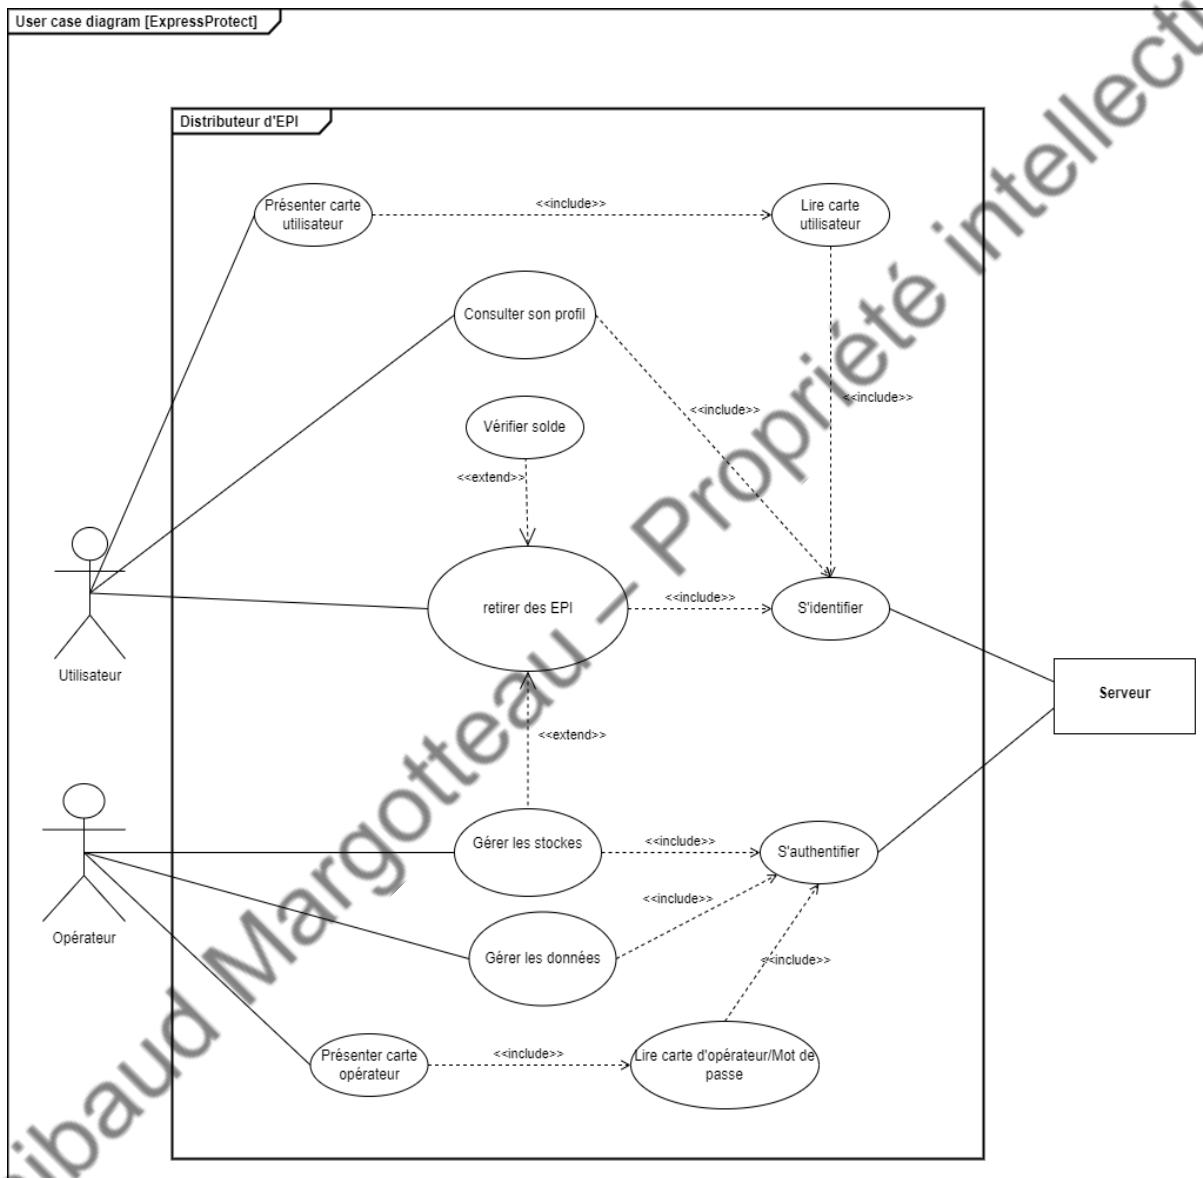 User case diagram [ExpressProtect]
Distributeur d'EPI
Présenter carte
utilisateur
<<include>>
Lire carte
utilisateur
Consulter son profil
<<include>>
<<include>>
Vérifier solde
<<extend>>
retirer des EPI
<<include>>
S'identifier
Utilisateur
Serveur
<<extend>>
Gérer les stockes
<<include>>
S'authentifier
<<include>>
Opérateur
Gérer les données
<<include>>
Présenter carte
opérateur
<<include>>
Lire carte d'opérateur/Mot de
passe
Margotteau – Propriété